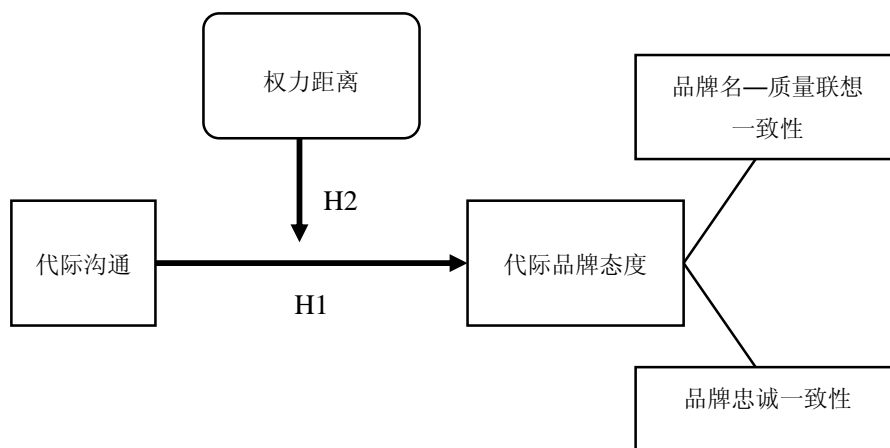 权力距离
品牌名—质量联想
一致性
H2
代际沟通
代际品牌态度
H1
品牌忠诚一致性